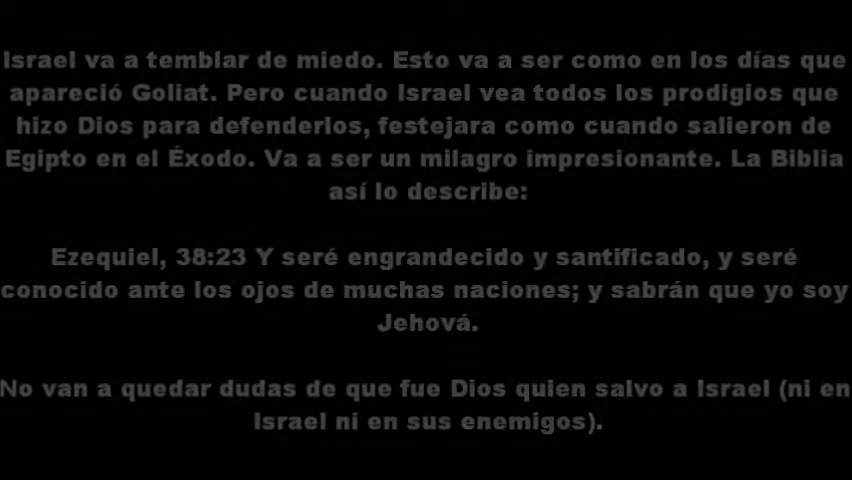 Israel va a temblar de miedo. Esto va a ser como en los días que
apareció Goliat. Pero cuando Israel vea todos los prodigios que
hizo Dios para defenderlos, festejara como cuando salieron de
Egipto en el Éxodo. Va a ser un milagro impresionante. La Biblia
así lo describe:
Ezequiel, 38:23 Y seré engrandecido y santificado, y seré
conocido ante los ojos de muchas naciones; y sabrán que yo soy
Jehová.
No van a quedar dudas de que fue Dios quien salvo a Israel (ni en
Israel ni en sus enemigos).